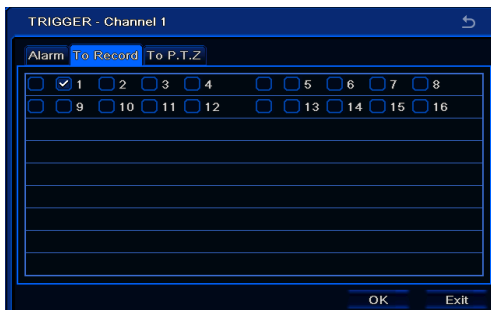 TRIGGER - Channel 1
Alarm To Record To P.T.Z
1 2 3 4 5 6 7 8
9 10 11 12 13 14 15 16
OK Exit